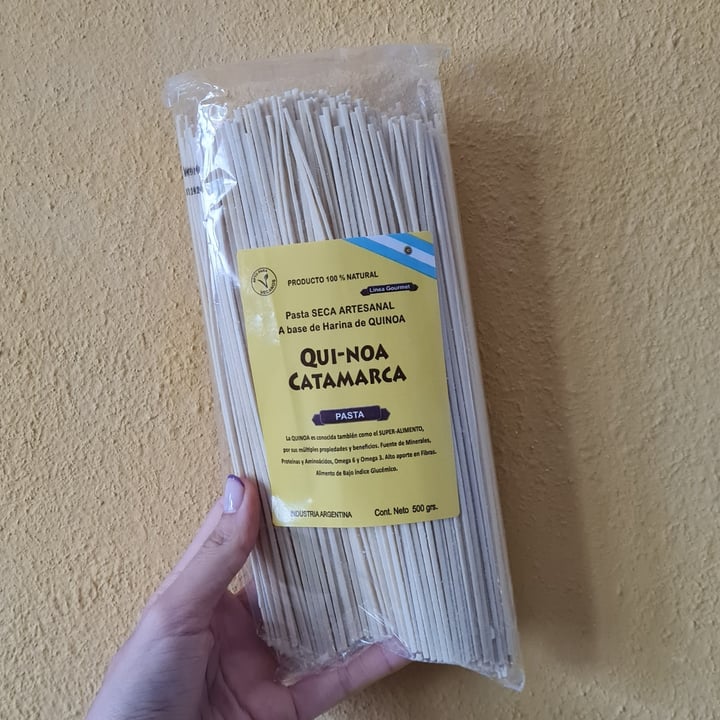 PRODUCTO 100 % NATURAL
Línea Gourmet
Pasta SECA ARTESANAL
A base de Harina de QUINOA
QUI-NOA
CATAMARCA
PASTA
La QUINOA es conocida también como el SUPER-ALIMENTO,
por sus múltiples propiedades y beneficios. Fuente de Minerales,
Proteínas y Aminoácidos, Omega 6 y Omega 3. Alto aporte en Fibras.
Alimento de Bajo índice Glucémico.
INDUSTRIA ARGENTINA
Cont. Neto 500 grs.